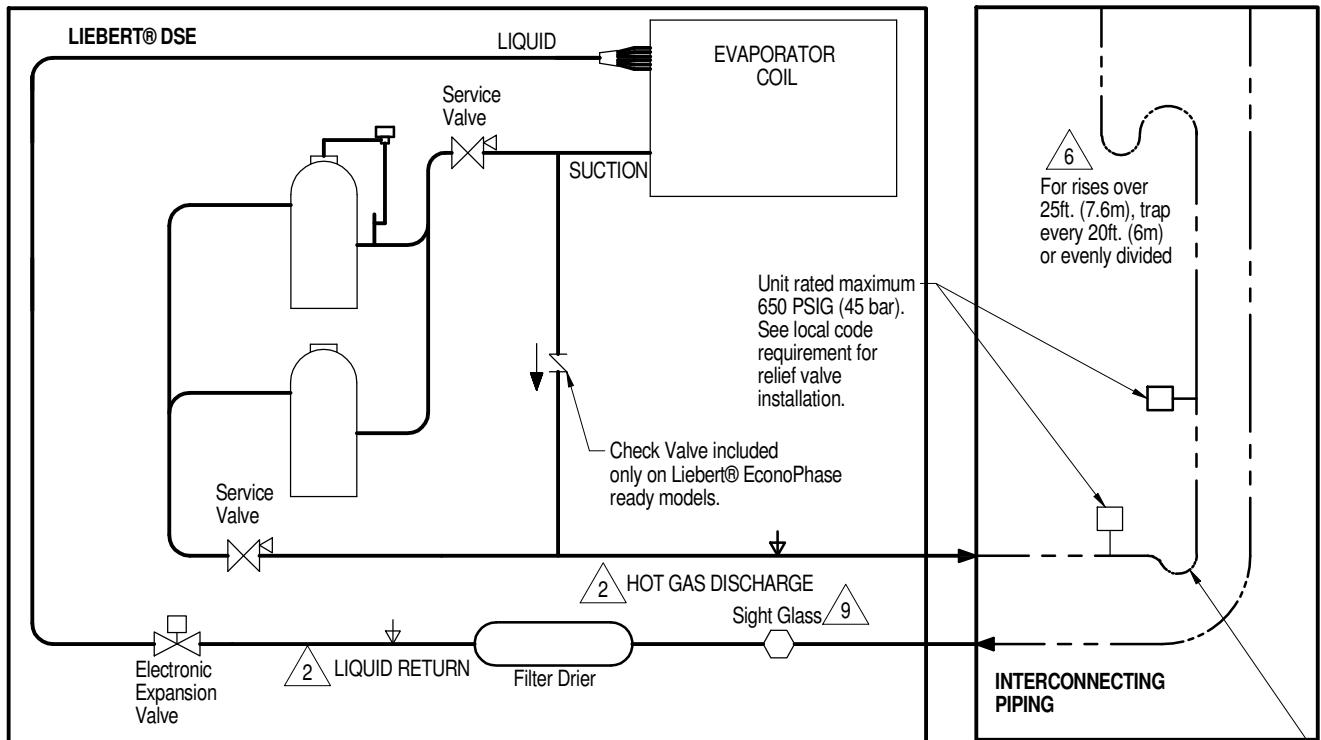 LIEBERT® DSE
LIQUID
EVAPORATOR
COIL
Service
Valve
SUCTION
6
For rises over
25ft. (7.6m), trap
every 20ft. (6m)
or evenly divided
Unit rated maximum
650 PSIG (45 bar).
See local code
requirement for
relief valve
installation.
Check Valve included
only on Liebert® EconoPhase
ready models.
Service
Valve
2
HOT GAS DISCHARGE
Sight Glass
9
2
LIQUID RETURN
Filter Drier
Electronic
Expansion
Valve
INTERCONNECTING
PIPING